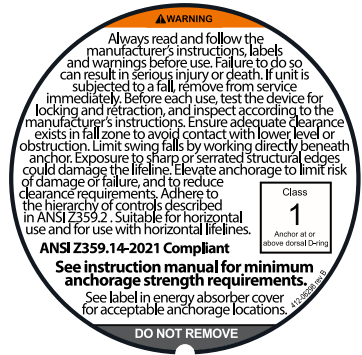 WARNING
Always read and follow the
manufacturer's instructions, labels
and warnings before use. Failure to do so
can result in serious injury or death. If unit is
subjected to a fall, remove from service
immediately. Before each use, test the device for
locking and retraction, and inspect according to the
manufacturer's instructions. Ensure adequate clearance
exists in fall zone to avoid contact with lower level or
obstruction. Limit swing falls by working directly beneath
anchor. Exposure to sharp or serrated structural edges
could damage the lifeline. Elevate anchorage to limit risk
of damage or failure, and to reduce
clearance requirements. Adhere to
the hierarchy of controls described
in ANSI Z359.2 . Suitable for horizontal
use and for use with horizontal lifelines.
Class
1
Anchor at or
above dorsal D-ring
ANSI Z359.14-2021 Compliant
See instruction manual for minimum
anchorage strength requirements.
See label in energy absorber cover
for acceptable anchorage locations.
412-06298 rev B
DO NOT REMOVE